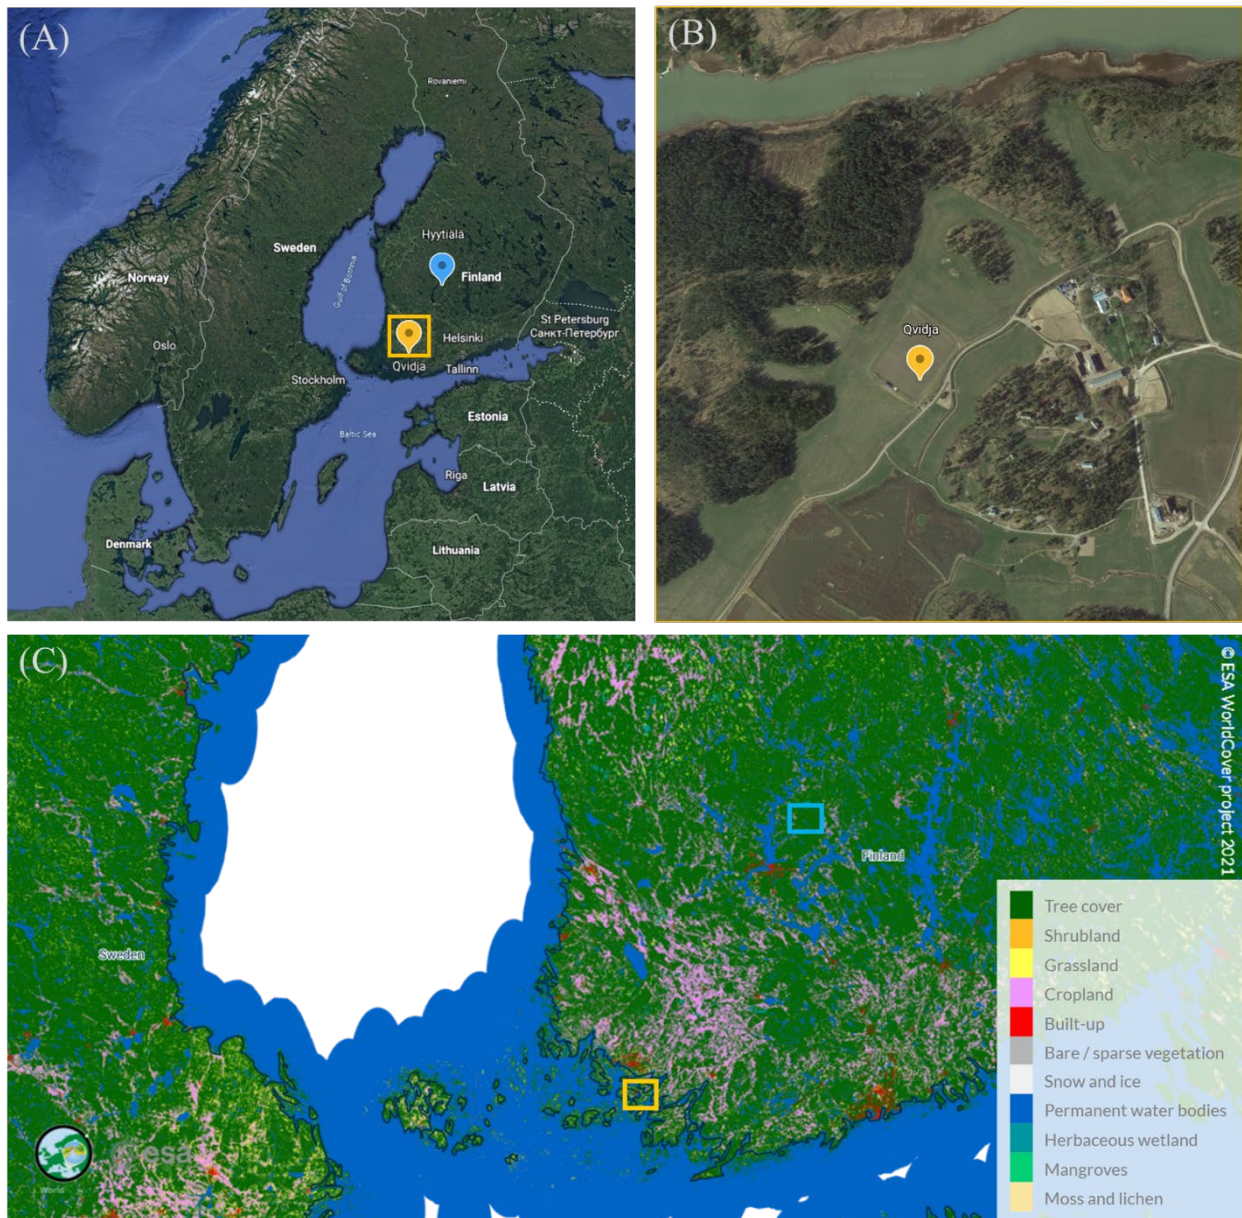 (A)
Rovaniemi
Hyytiälä
Sweden
Finland
Norway
Gulf of Bothnia
St Petersburg
Санкт-Петербург
Helsinki
Oslo
Qvidja
Tallinn
Stockholm
Estonia
Baltic Sea
Riga
Latvia
Denmark
Lithuania
(B)
Qvidja
(C)
© ESA WorldCover project 2021
Finland
Sweden
Tree cover
Shrubland
Grassland
Cropland
Built-up
Bare / sparse vegetation
Snow and ice
Permanent water bodies
Herbaceous wetland
Mangroves
Moss and lichen
esa
World